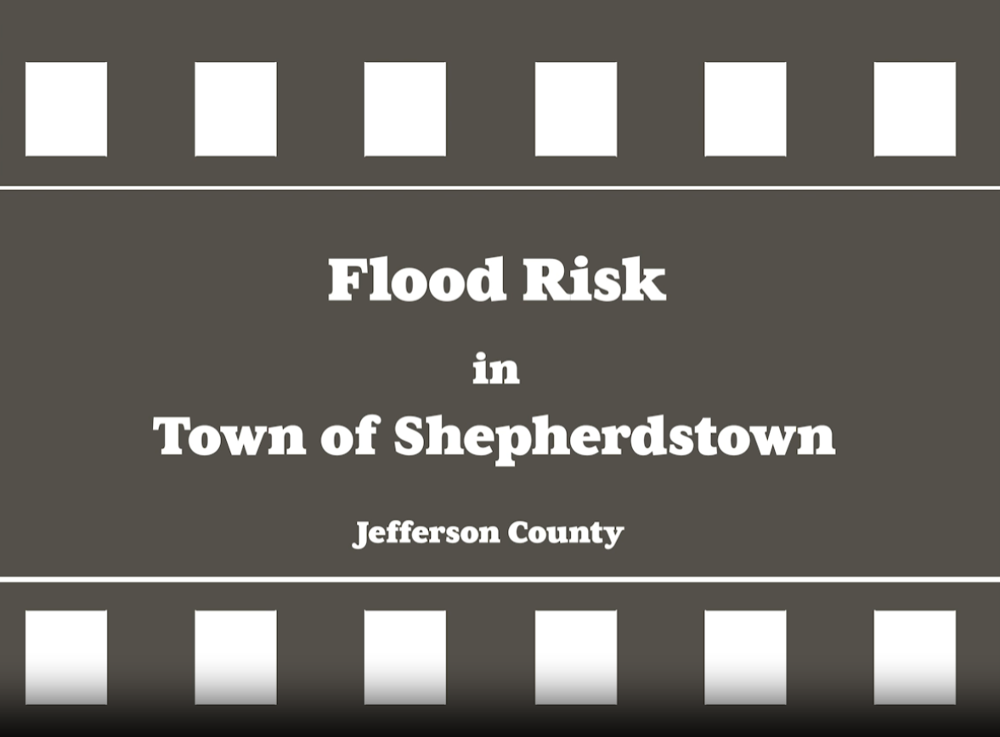 Flood Risk
in
Town of Shepherdstown
Jefferson County